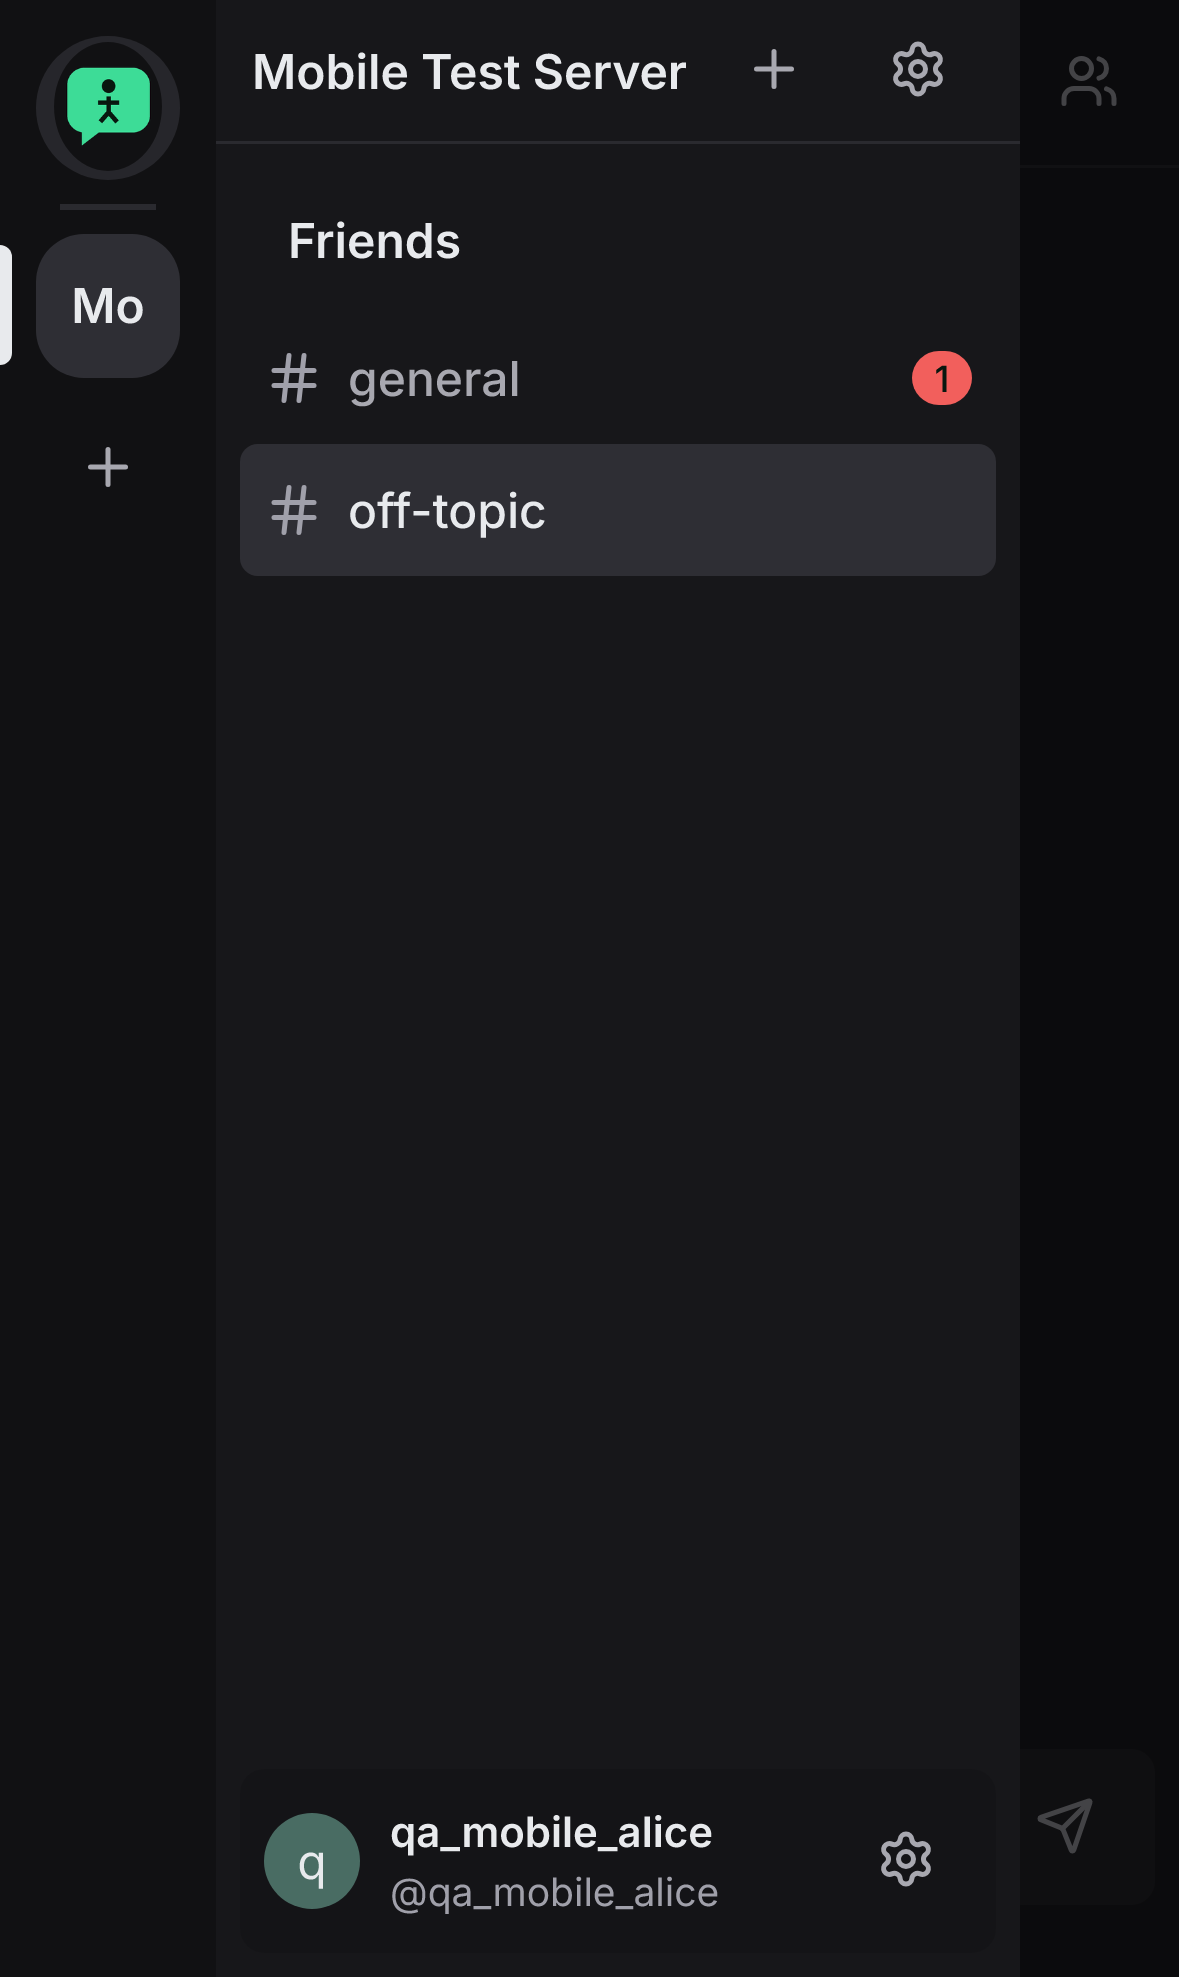 Mobile Test Server
Mo
Friends
general
1
off-topic
q
qa_mobile_alice
@qa_mobile_alice